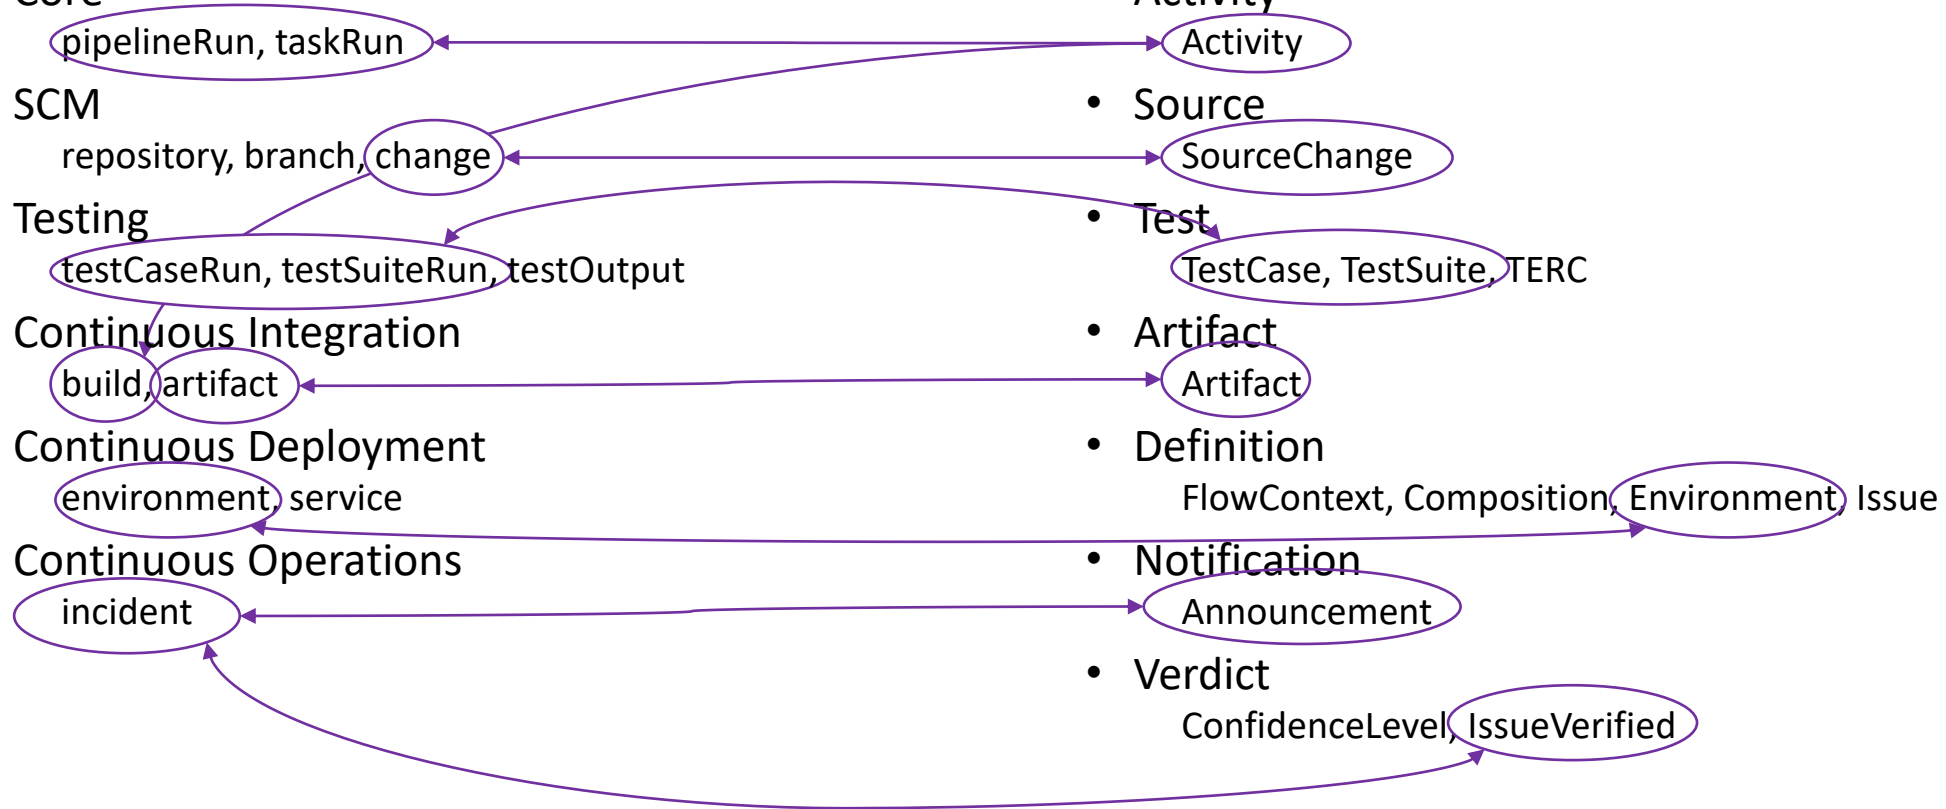 Core
pipelineRun, taskRun
SCM
repository, branch, change
Testing
testCaseRun, testSuiteRun, testOutput
Continuous Integration
build, artifact
Continuous Deployment
environment, service
Continuous Operations
incident
Activity
Activity
• Source
SourceChange
• Test
TestCase, TestSuite, TERC
• Artifact
Artifact
• Definition
FlowContext, Composition, Environment, Issue
• Notification
Announcement
• Verdict
ConfidenceLevel, IssueVerified